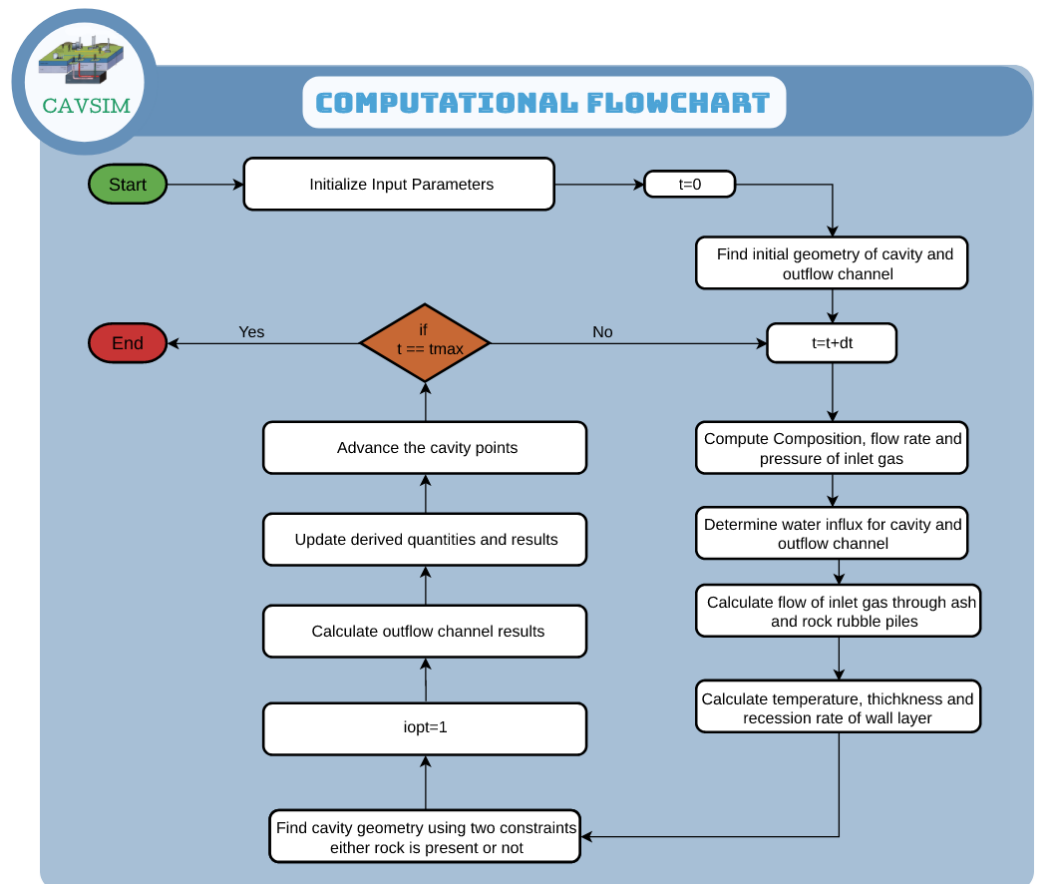 CAVSIM
COMPUTATIONAL FLOWCHART
Start
Initialize Input Parameters
t=0
Find initial geometry of cavity and
outflow channel
End
Yes
if
t == tmax
No
t=t+dt
Compute Composition, flow rate and
pressure of inlet gas
Determine water influx for cavity and
outflow channel
Calculate flow of inlet gas through ash
and rock rubble piles
Calculate temperature, thichkness and
recession rate of wall layer
Find cavity geometry using two constraints
either rock is present or not
iopt=1
Calculate outflow channel results
Update derived quantities and results
Advance the cavity points